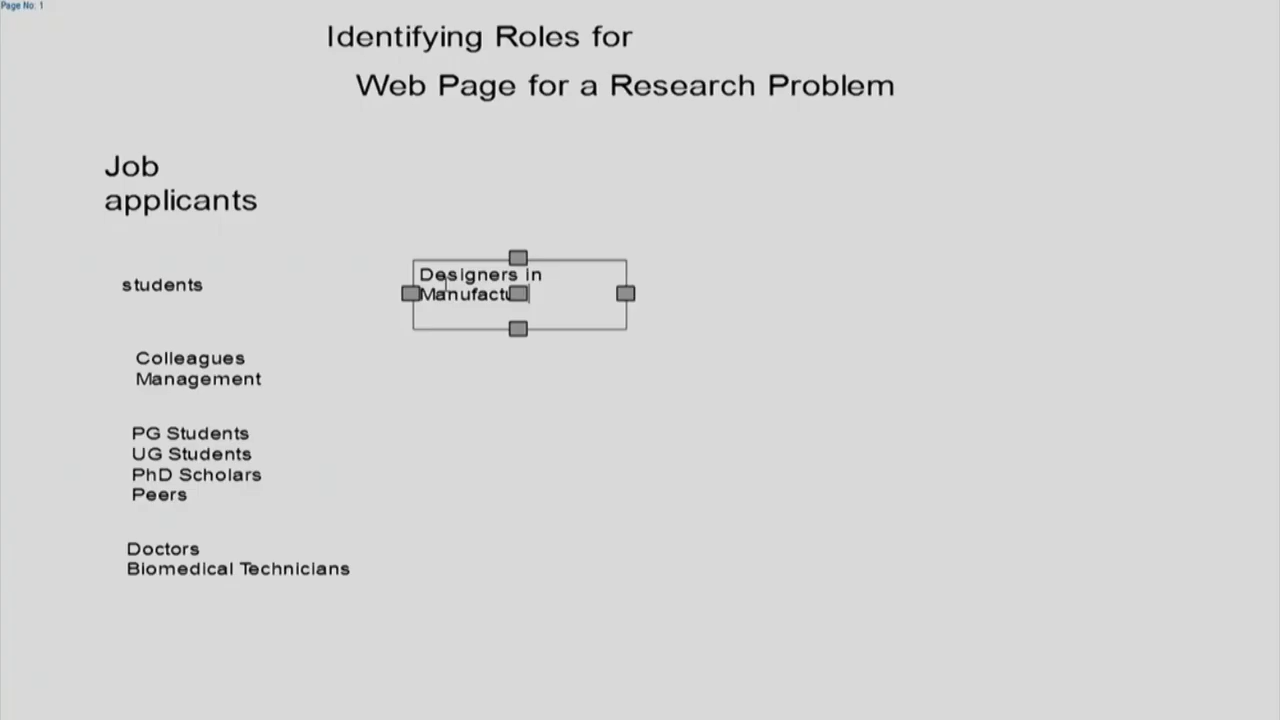 Page No: 1
Identifying Roles for
Web Page for a Research Problem
Job
applicants
students
Designers in
Manufactu
Colleagues
Management
PG Students
UG Students
PhD Scholars
Peers
Doctors
Biomedical Technicians